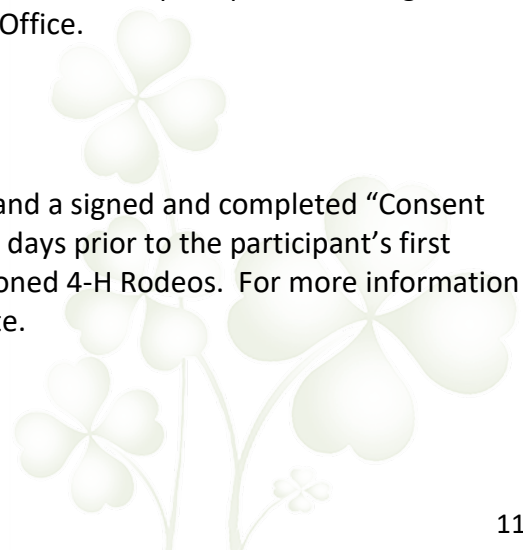 Office.
and a signed and completed “Consent
days prior to the participant’s first
oned 4-H Rodeos.  For more information
te.
11